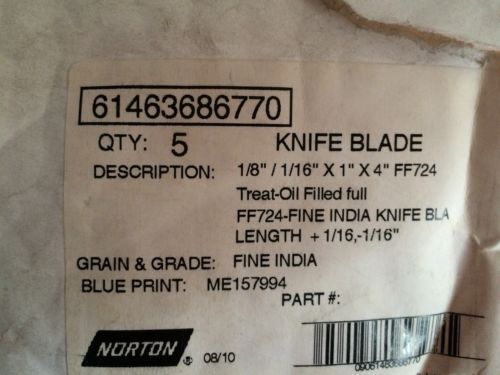 61463686770
QTY: 5 KNIFE BLADE
DESCRIPTION: 1/8" / 1/16" X 1" X 4" FF724
Treat-Oil Filled full
FF724-FINE INDIA KNIFE BLA
LENGTH +1/16,-1/16"
GRAIN & GRADE: FINE INDIA
BLUE PRINT: ME157994
PART #:
NORTON ® 08/10